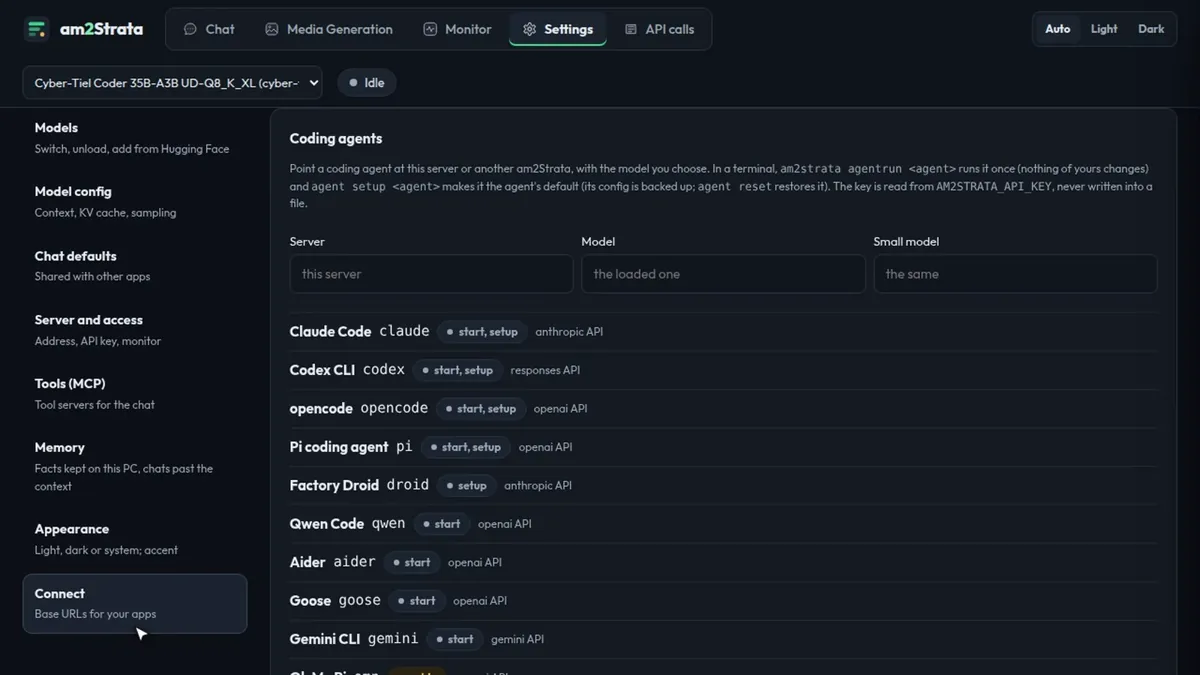 am2Strata
Chat
Media Generation
Monitor
Settings
API calls
Auto
Light
Dark
Cyber-Tiel Coder 35B-A3B UD-Q8_K_XL (cyber-
Idle
Models
Switch, unload, add from Hugging Face
Model config
Context, KV cache, sampling
Chat defaults
Shared with other apps
Server and access
Address, API key, monitor
Tools (MCP)
Tool servers for the chat
Memory
Facts kept on this PC, chats past the
context
Appearance
Light, dark or system; accent
Connect
Base URLs for your apps
Coding agents
Point a coding agent at this server or another am2Strata, with the model you choose. In a terminal, am2strata agentrun <agent> runs it once (nothing of yours changes)
and agent setup <agent> makes it the agent's default (its config is backed up; agent reset restores it). The key is read from AM2STRATA_API_KEY, never written into a
file.
Server
Model
Small model
this server
the loaded one
the same
Claude Code claude start, setup anthropic API
Codex CLI codex start, setup responses API
opencode opencode start, setup openai API
Pi coding agent pi start, setup openai API
Factory Droid droid setup anthropic API
Qwen Code qwen start openai API
Aider aider start openai API
Goose goose start openai API
Gemini CLI gemini start gemini API